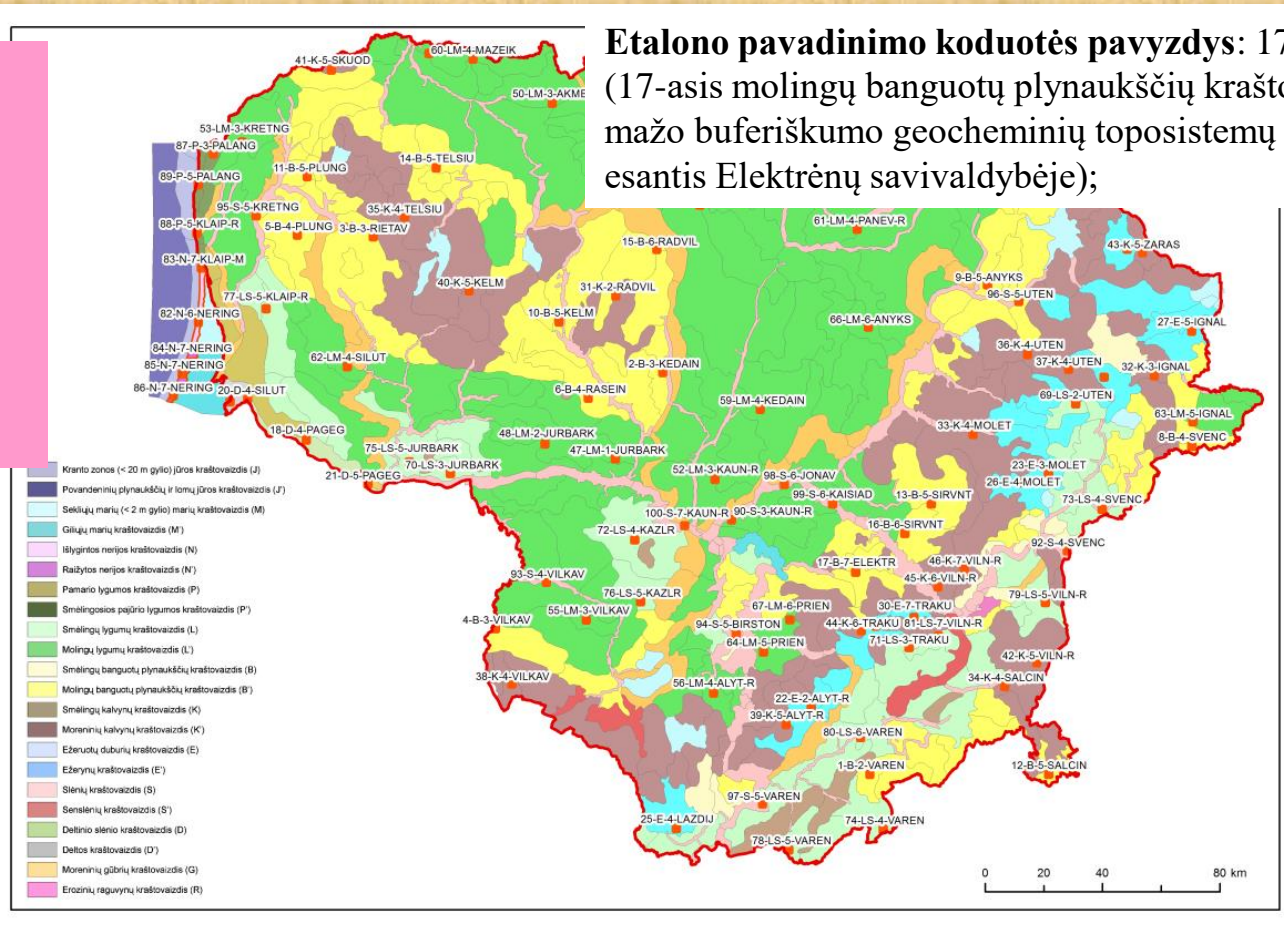 Etalono pavadinimo koduotės pavyzdys: 17
(17-asis molingų banguotų plynaukščių krašto
mažo buferiškumo geocheminių toposistemų
esantis Elektrėnų savivaldybėje);
60-LM-4-MAZEIK
41-K-5-SKUOD
50-LM-3-AKME
53-LM-3-KRETNG
87-P-3-PALANG
14-B-5-TELSIU
11-B-5-PLUNG
89-P-5-PALANG
95-S-5-KRETNG
35-K-4-TELSIU
88-P-5-KLAIP-R
5-B-4-PLUNG
3-B-3-RIETAV
61-LM-4-PANEV-R
15-B-6-RADVIL
43-K-5-ZARAS
83-N-7-KLAIP-M
40-K-5-KELM
31-K-2-RADVIL
9-B-5-ANYKS
96-S-5-UTEN
77-LS-5-KLAIP-R
82-N-6-NERING
10-B-5-KELM
66-LM-6-ANYKS
27-E-5-IGNAL
84-N-7-NERING
36-K-4-UTEN
62-LM-4-SILUT
2-B-3-KEDAIN
37-K-4-UTEN
32-K-3-IGNAL
85-N-7-NERING
86-N-7-NERING
20-D-4-SILUT
6-B-4-RASEIN
59-LM-4-KEDAIN
69-LS-2-UTEN
63-LM-5-IGNAL
18-D-4-PAGEG
48-LM-2-JURBARK
33-K-4-MOLET
8-B-4-SVENC
75-LS-5-JURBARK
47-LM-1-JURBARK
70-LS-3-JURBARK
21-D-5-PAGEG
52-LM-3-KAUN-R
98-S-6-JONAV
23-E-3-MOLET
26-E-4-MOLET
99-S-6-KAISIAD
13-B-5-SIRVNT
73-LS-4-SVENC
100-S-7-KAUN-R
90-S-3-KAUN-R
72-LS-4-KAZLR
16-B-6-SIRVNT
92-S-4-SVENC
17-B-7-ELEKTR
46-K-7-VILN-R
93-S-4-VILKAV
45-K-6-VILN-R
76-LS-5-KAZLR
79-LS-5-VILN-R
55-LM-3-VILKAV
67-LM-6-PRIEN
30-E-7-TRAKU
4-B-3-VILKAV
94-S-5-BIRSTON
44-K-6-TRAKU
81-LS-7-VILN-R
64-LM-5-PRIEN
71-LS-3-TRAKU
42-K-5-VILN-R
38-K-4-VILKAV
56-LM-4-ALYT-R
34-K-4-SALCIN
22-E-2-ALYT-R
39-K-5-ALYT-R
80-LS-6-VAREN
1-B-2-VAREN
12-B-5-SALCIN
97-S-5-VAREN
25-E-4-LAZDIJ
74-LS-4-VAREN
78-LS-5-VAREN
Kranto zonos (< 20 m gylio) jūros kraštovaizdis (J)
Povandeninių plynaukščių ir lomų jūros kraštovaizdis (J')
Sekliųjų marių (< 2 m gylio) marių kraštovaizdis (M)
Giliųjų marių kraštovaizdis (M')
Išlygintos nerijos kraštovaizdis (N)
Raižytos nerijos kraštovaizdis (N')
Pamario lygumos kraštovaizdis (P)
Smėlingosios pajūrio lygumos kraštovaizdis (P')
Smėlingų lygumų kraštovaizdis (L)
Molingų lygumų kraštovaizdis (L')
Smėlingų banguotų plynaukščių kraštovaizdis (B)
Molingų banguotų plynaukščių kraštovaizdis (B')
Smėlingų kalvynų kraštovaizdis (K)
Moreninių kalvynų kraštovaizdis (K')
Ežeruotų duburių kraštovaizdis (E)
Ežerynų kraštovaizdis (E')
Slėnių kraštovaizdis (S)
Senslėnių kraštovaizdis (S')
Deltinio slėnio kraštovaizdis (D)
Deltos kraštovaizdis (D')
Moreninių gūbrių kraštovaizdis (G)
Erozinių raguvynų kraštovaizdis (R)
0 20 40 80 km